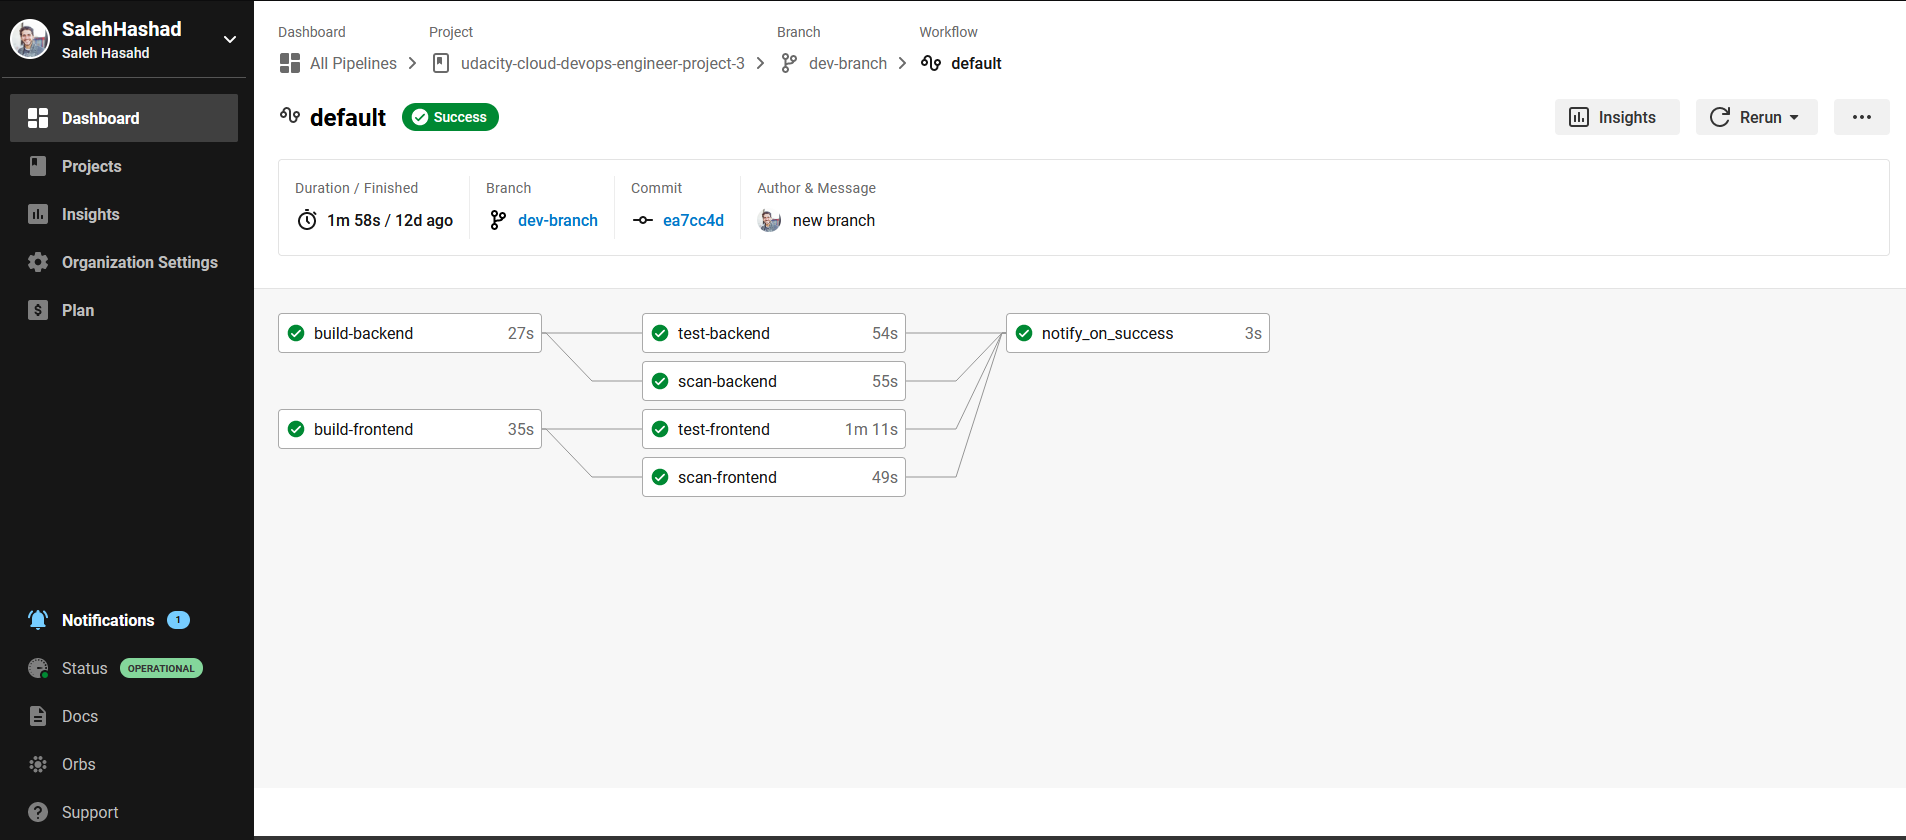 SalehHashad
Saleh Hasahd
Dashboard
Projects
Insights
Organization Settings
Plan
Notifications 1
Status OPERATIONAL
Docs
Orbs
Support
Dashboard Project Branch Workflow
All Pipelines udacity-cloud-devops-engineer-project-3 dev-branch default
default Success
Insights Rerun
Duration / Finished Branch Commit Author & Message
1m 58s / 12d ago dev-branch ea7cc4d new branch
build-backend 27s test-backend 54s notify_on_success 3s
scan-backend 55s
build-frontend 35s test-frontend 1m 11s
scan-frontend 49s